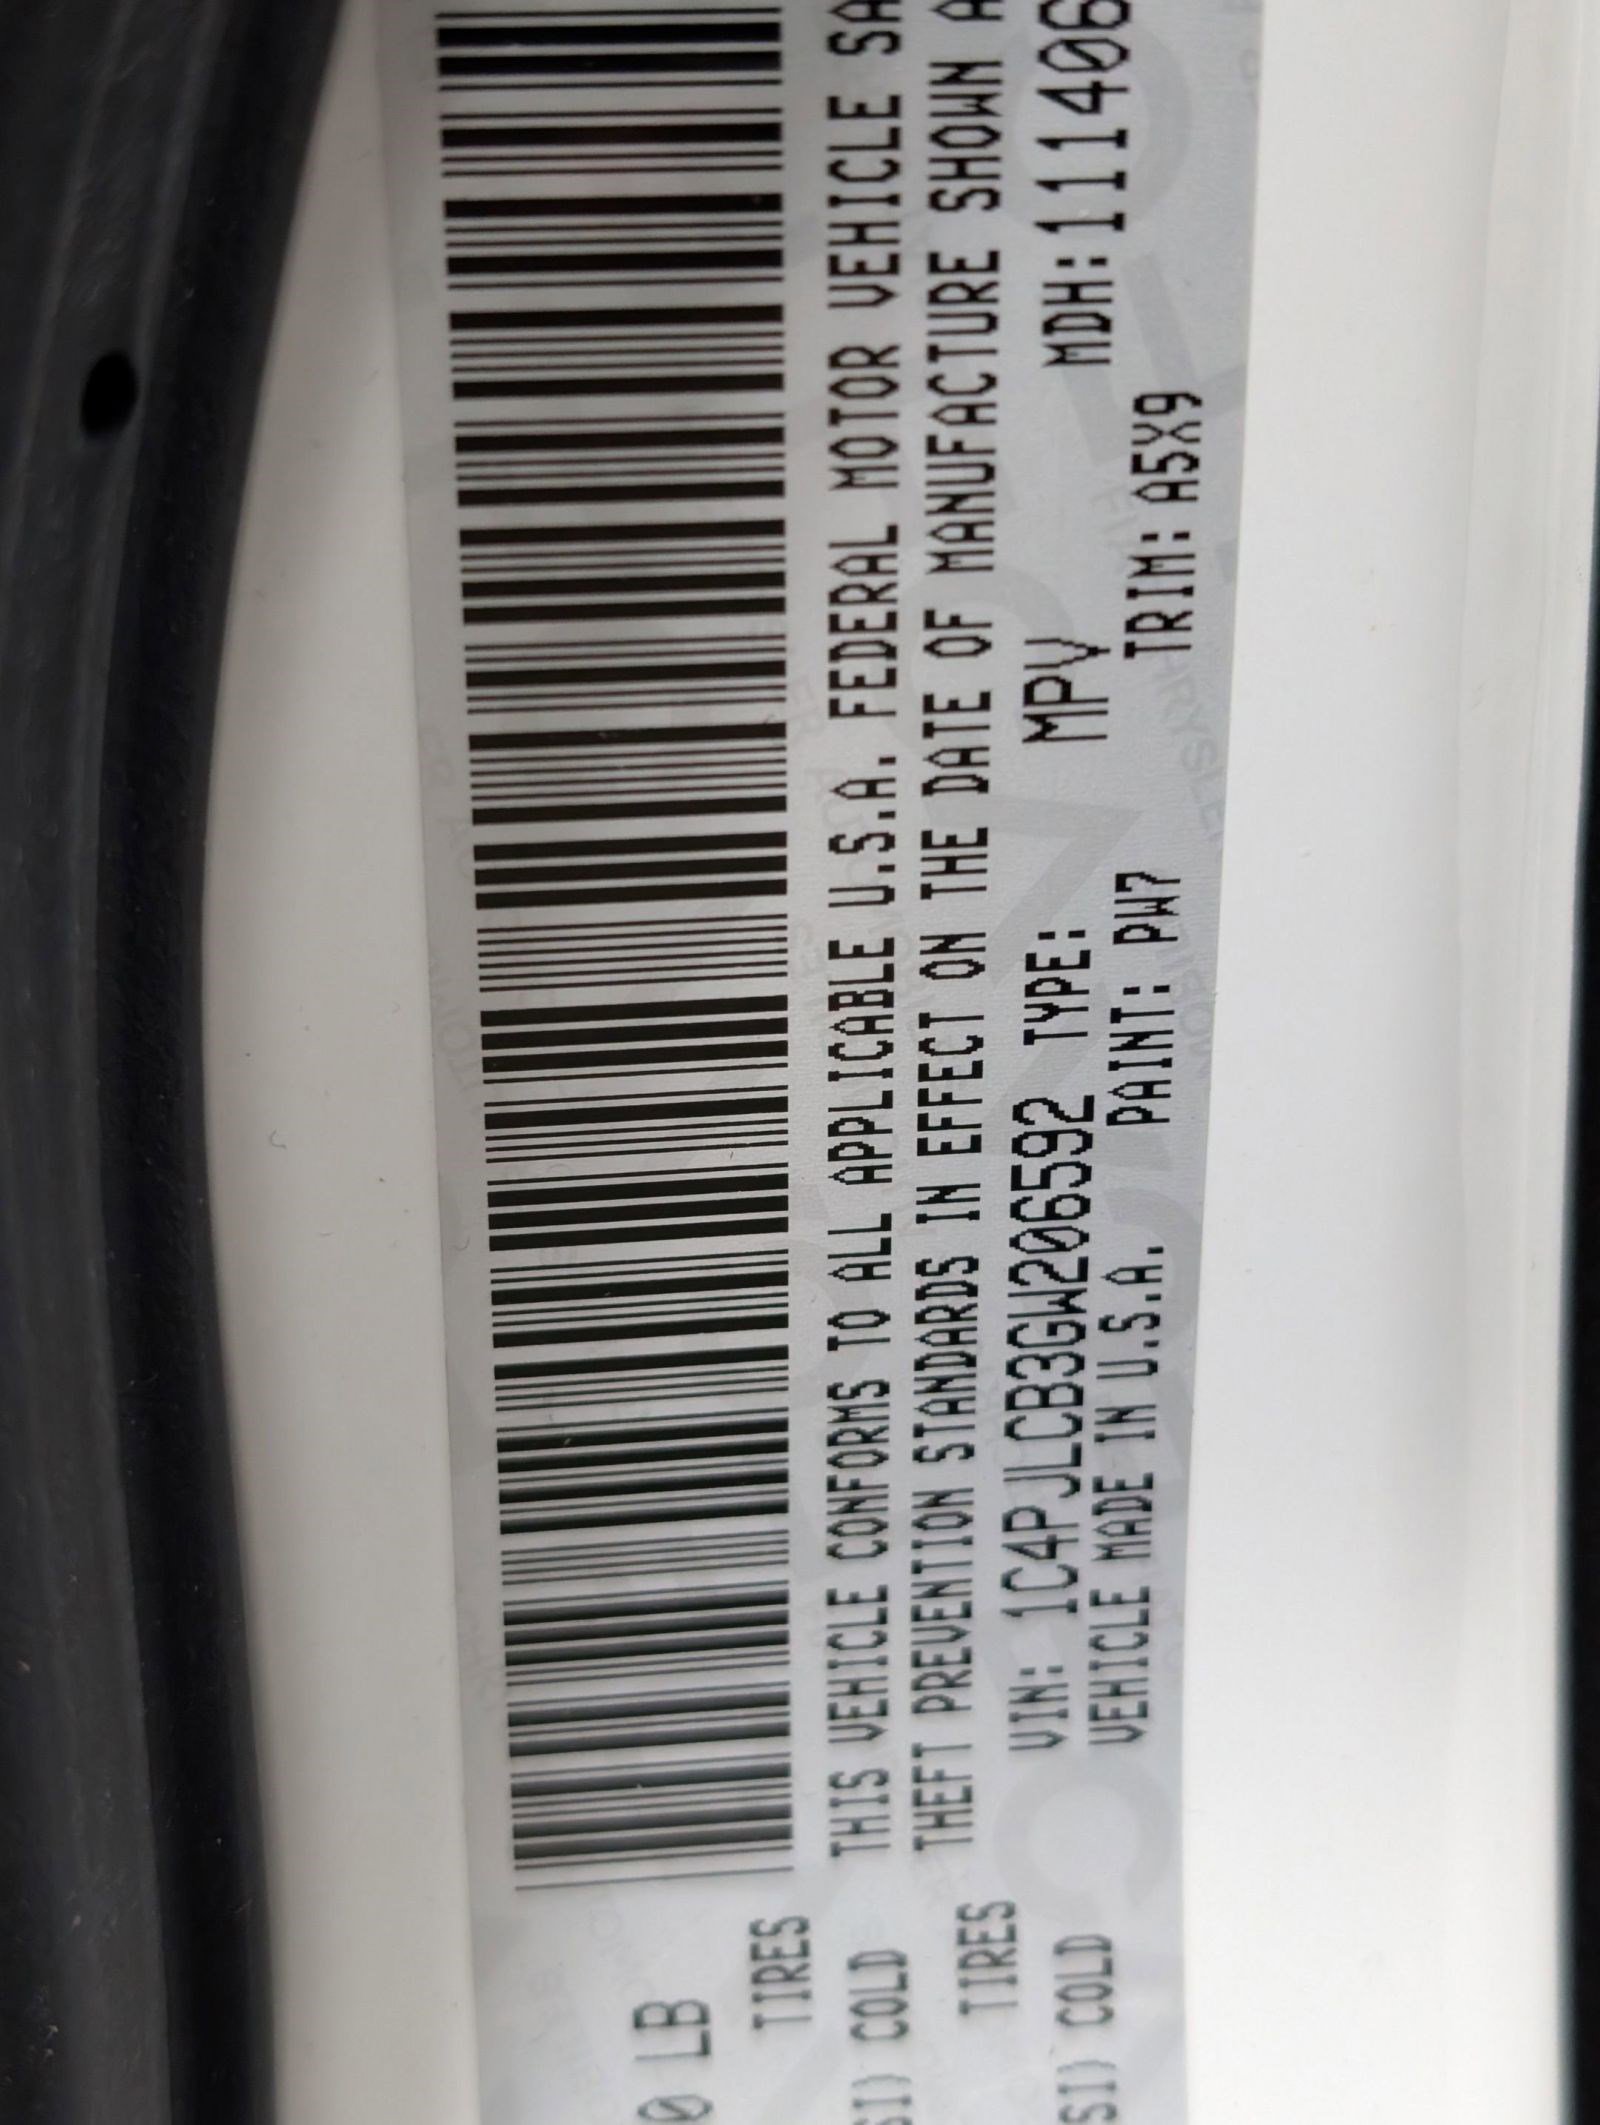 0 LB
TIRES
SI) COLD
TIRES
SI) COLD
THIS VEHICLE CONFORMS TO ALL APPLICABLE U.S.A. FEDERAL MOTOR VEHICLE SA
THEFT PREVENTION STANDARDS IN EFFECT ON THE DATE OF MANUFACTURE SHOWN A
VIN: 1C4PJLCB3GW206592 TYPE: MPV MDH: 111406
VEHICLE MADE IN U.S.A. PAINT: PW7 TRIM: A5X9